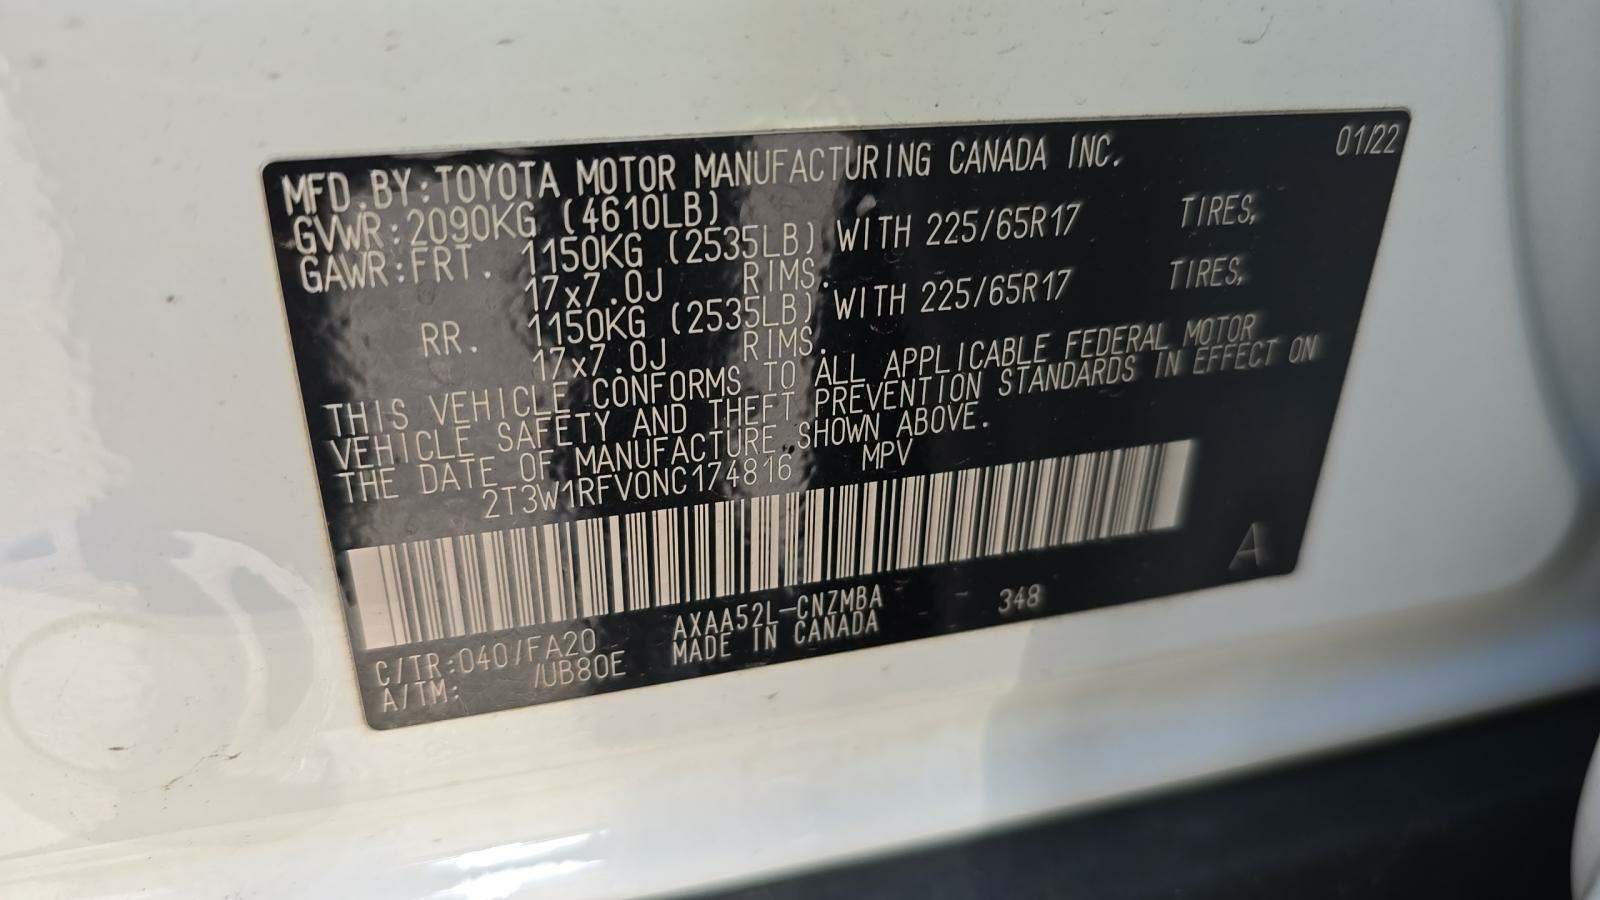 01/22
MFD.BY:TOYOTA MOTOR MANUFACTURING CANADA INC.
GVWR:2090KG (4610LB)
GAWR:FRT. 1150KG (2535LB) WITH 225/65R17 TIRES,
17x7.0J RIMS.
RR. 1150KG (2535LB) WITH 225/65R17 TIRES,
17x7.0J RIMS.
THIS VEHICLE CONFORMS TO ALL APPLICABLE FEDERAL MOTOR
VEHICLE SAFETY AND THEFT PREVENTION STANDARDS IN EFFECT ON
THE DATE OF MANUFACTURE SHOWN ABOVE.
2T3W1RFV0NC174816 MPV
A
C/TR:040/FA20 AXAA52L-CNZMBA 348
A/TM: /UB80E MADE IN CANADA